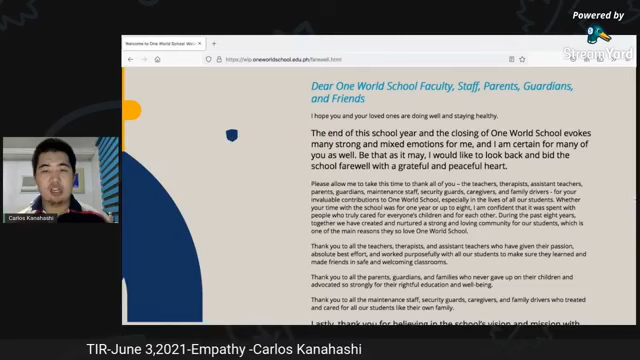 Powered by
StreamYard
Welcome to One World School Wor
https://wip.oneworldschool.edu.ph/farewell.html
Dear One World School Faculty, Staff, Parents, Guardians,
and Friends
I hope you and your loved ones are doing well and staying healthy.
The end of this school year and the closing of One World School evokes
many strong and mixed emotions for me, and I am certain for many of
you as well. Be that as it may, I would like to look back and bid the
school farewell with a grateful and peaceful heart.
Please allow me to take this time to thank all of you – the teachers, therapists, assistant teachers,
parents, guardians, maintenance staff, security guards, caregivers, and family drivers - for your
invaluable contributions to One World School, especially in the lives of all our students.
Whether your time with the school was for one year or up to eight, I am confident that it was spent with
people who truly cared for everyone's children and for each other. During the past eight years,
together we have created and nurtured a strong and loving community for our students, which is
one of the main reasons they so love One World School.
Thank you to all the teachers, therapists, and assistant teachers who have given their passion,
absolute best effort, and worked purposefully with all our students to make sure they learned and
made friends in safe and welcoming classrooms.
Thank you to all the parents, guardians, and families who never gave up on their children and
advocated so strongly for their rightful education and well-being.
Thank you to all the maintenance staff, security guards, caregivers, and family drivers who treated
and cared for all our students like their own family.
Lastly, thank you for believing in the school's vision and mission with
Carlos Kanahashi
TIR-June 3,2021-Empathy -Carlos Kanahashi